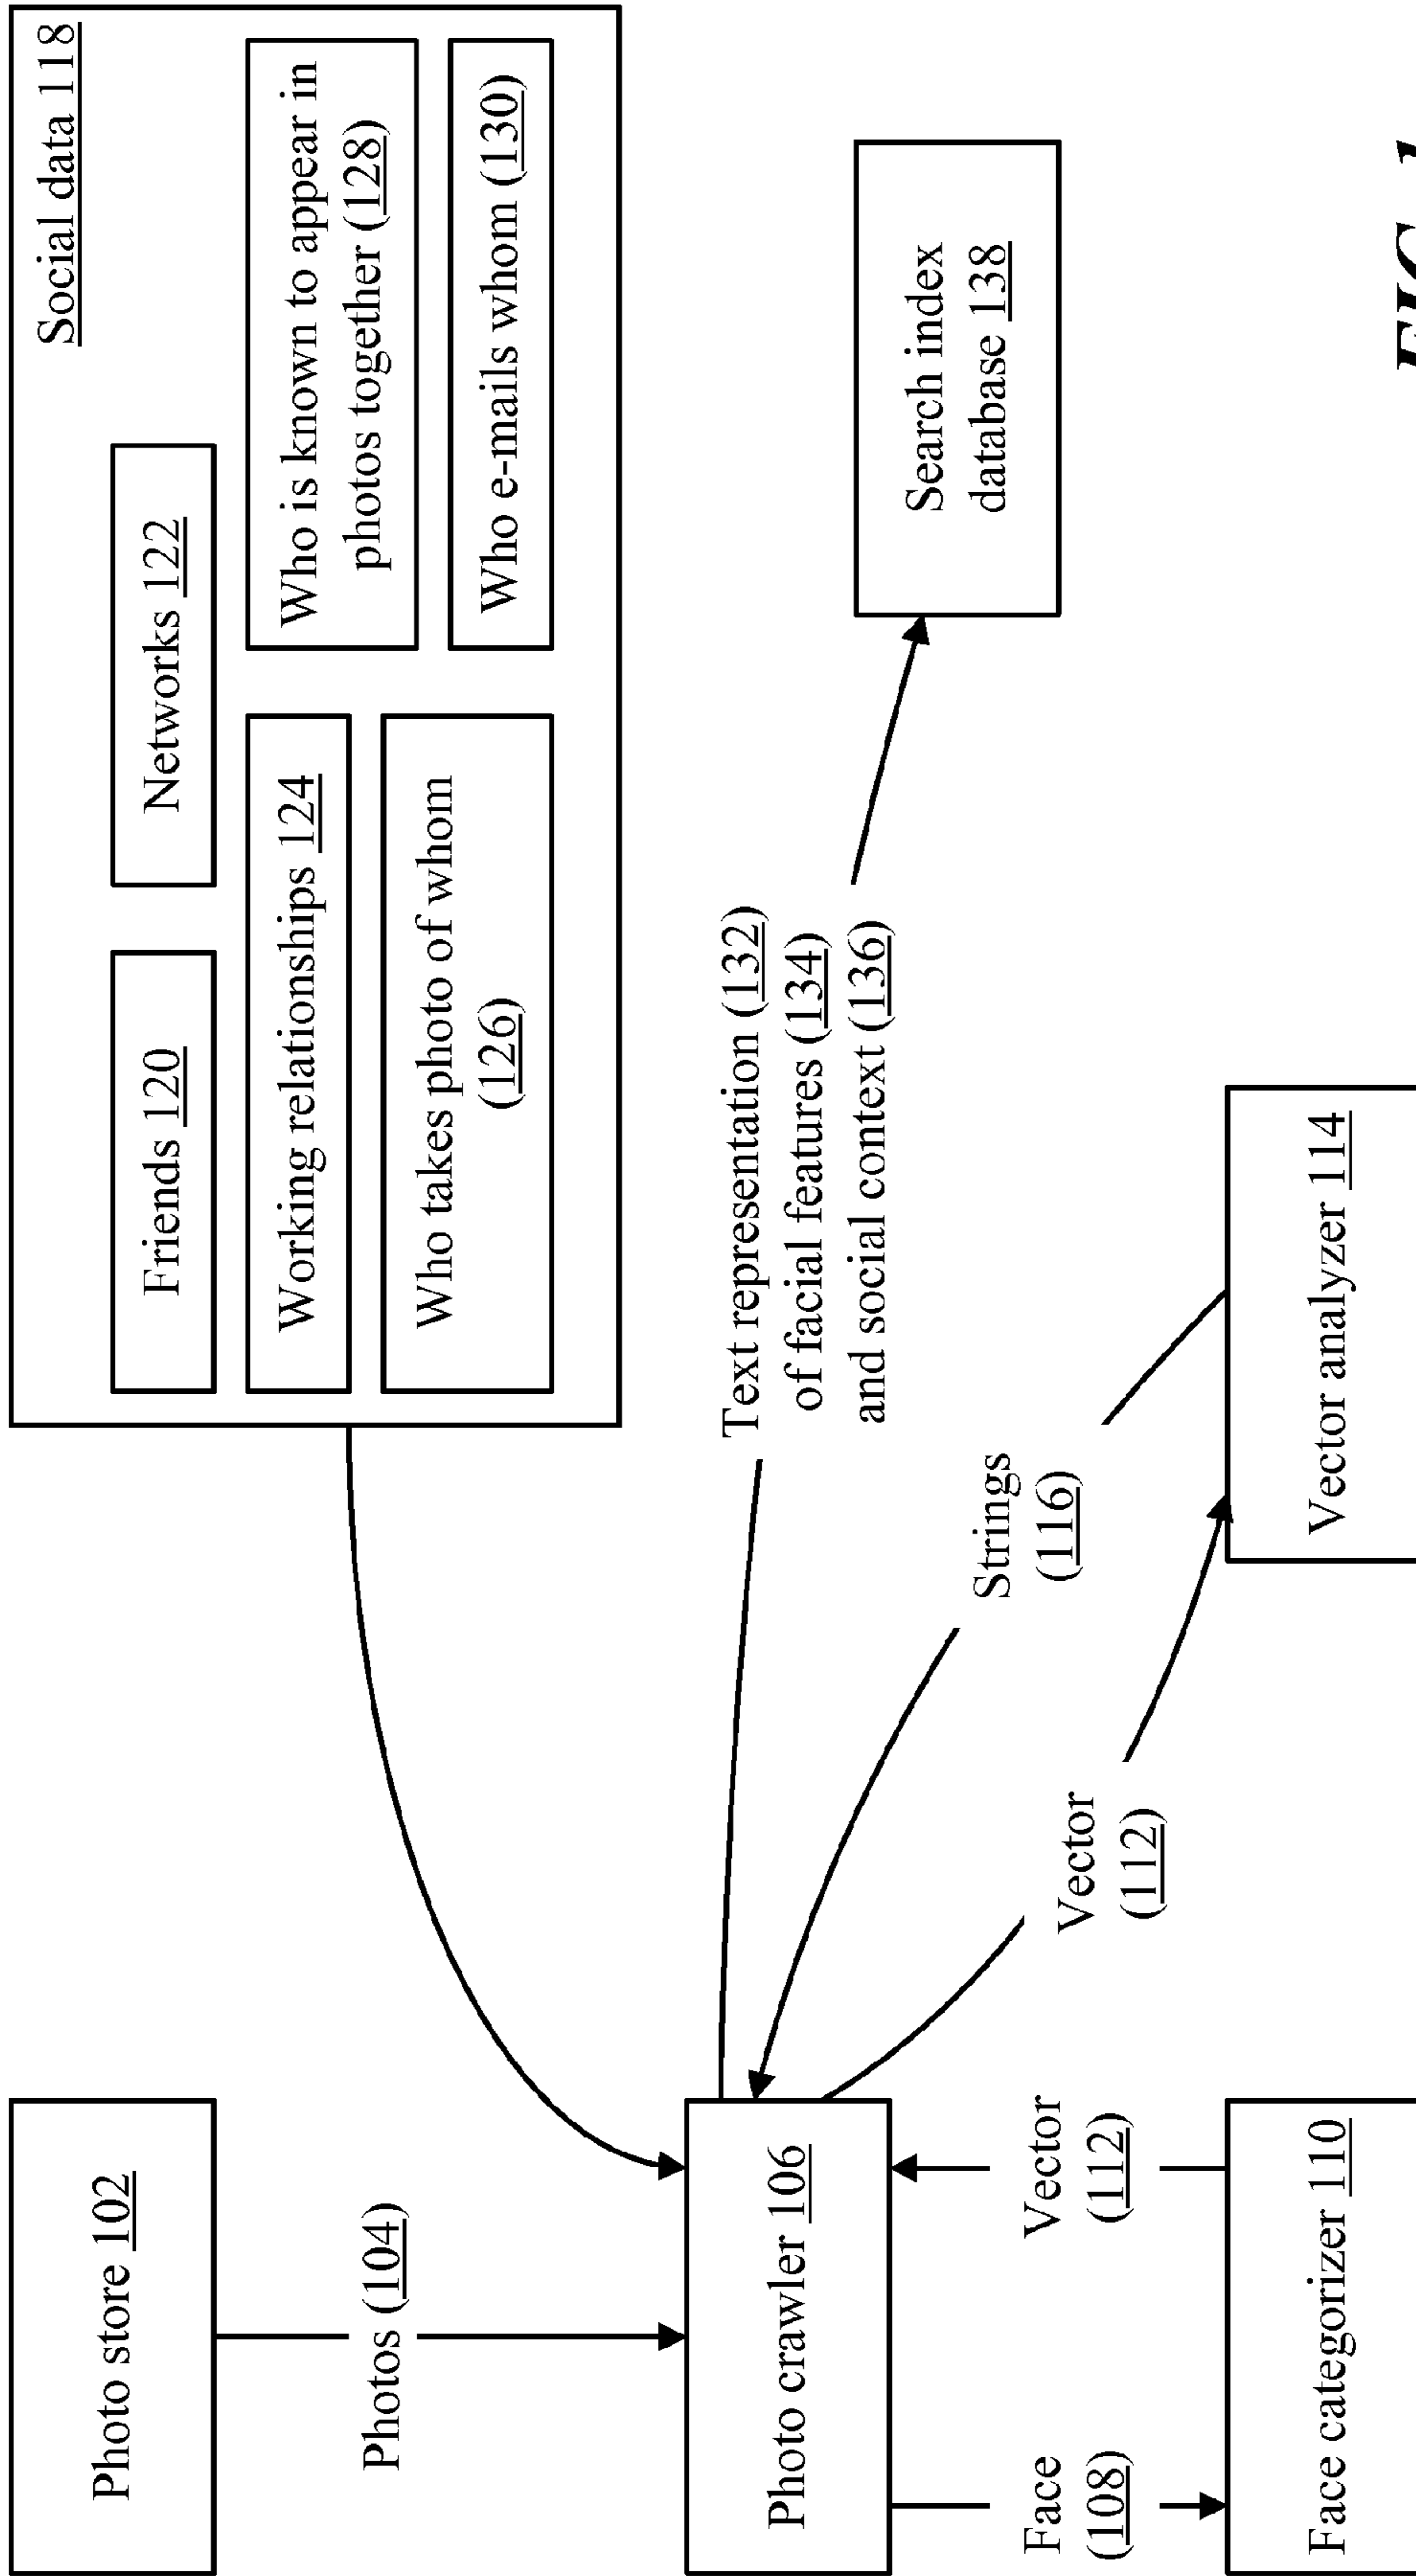 Social data 118
Friends 120
Networks 122
Working relationships 124
Who is known to appear in
photos together (128)
Who takes photo of whom
(126)
Who e-mails whom (130)
Photo store 102
Photos (104)
Photo crawler 106
Text representation (132)
of facial features (134)
and social context (136)
Search index
database 138
Strings
(116)
Vector
(112)
Face
(108)
Vector
(112)
Face categorizer 110
Vector analyzer 114
FIG. 1